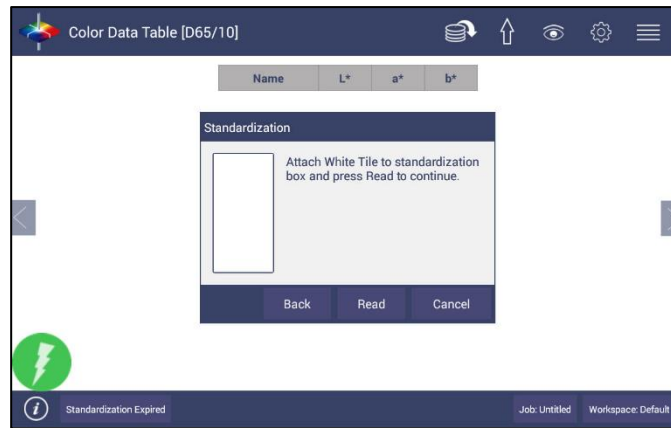 Color Data Table [D65/10]
Name L* a* b*
Standardization
Attach White Tile to standardization
box and press Read to continue.
Back Read Cancel
i Standardization Expired Job: Untitled Workspace: Default